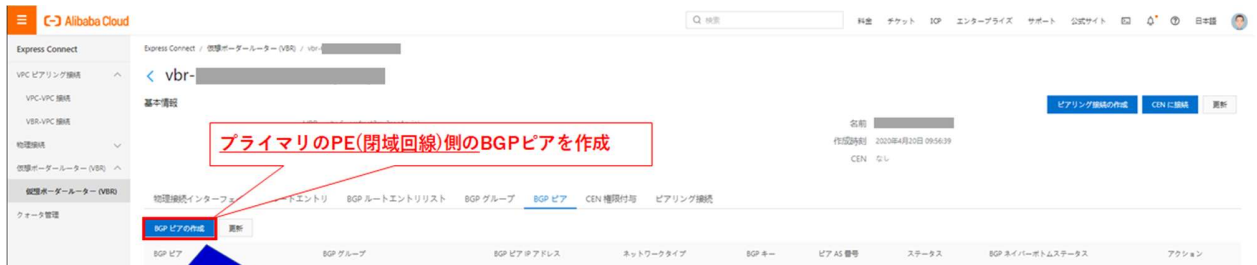 Alibaba Cloud
検索
料金 チケット ICP エンタープライズ サポート 公式サイト 日本語
Express Connect
Express Connect / 仮想ボーダールーター (VBR) / vbr-
VPC ピアリング接続
vbr-
VPC-VPC 接続
基本情報
ピアリング接続の作成 CEN に接続 更新
VBR-VPC 接続
名前
プライマリのPE(閉域回線)側のBGPピアを作成
物理接続
作成時刻 2020年4月20日 09:56:39
仮想ボーダールーター (VBR)
CEN なし
仮想ボーダールーター (VBR)
物理接続インターフェ ートエントリ BGP ルートエントリリスト BGP グループ BGP ピア CEN 権限付与 ピアリング接続
クォータ管理
BGP ピアの作成 更新
BGP ピア BGP グループ BGP ピア IP アドレス ネットワークタイプ BGP キー ピア AS 番号 ステータス BGP ネイバーボトムステータス アクション